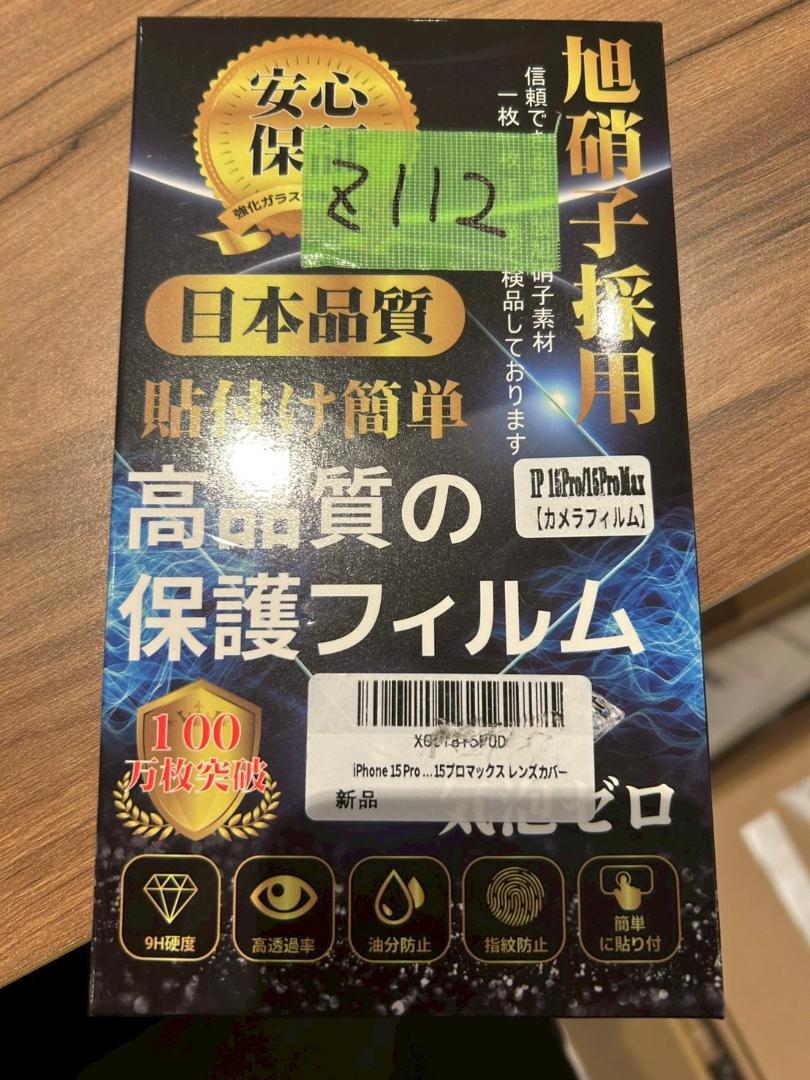 安心
保
強化ガラス
Z112
旭硝子採用
信頼でき
硝子素材
一枚
検品しております
日本品質
貼付け簡単
高品質の
保護フィルム
IP 15Pro/15ProMax
【カメラフィルム】
100
万枚突破
iPhone 15 Pro ... 15プロマックス レンズカバー
新品
ゼロ
9H硬度
高透過率
油分防止
指紋防止
簡単
に貼り付